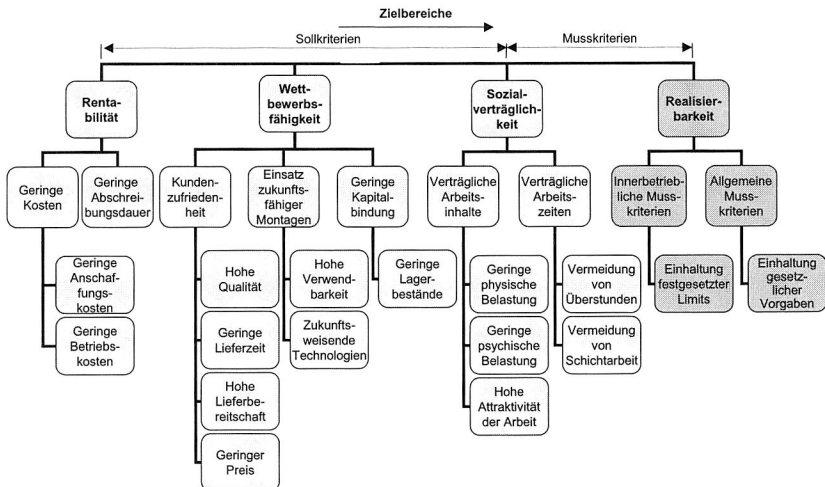 Zielbereiche
Sollkriterien
Musskriterien
Renta-
bilität
Wett-
bewerbs-
fähigkeit
Sozial-
verträglich-
keit
Realisier-
barkeit
Geringe
Kosten
Geringe
Abschrei-
bungsdauer
Kunden-
zufrieden-
heit
Einsatz
zukunfts-
fähiger
Montagen
Geringe
Kapital-
bindung
Verträgliche
Arbeits-
inhalte
Verträgliche
Arbeits-
zeiten
Innerbetrieb-
liche Muss-
kriterien
Allgemeine
Muss-
kriterien
Geringe
Anschaf-
fungs-
kosten
Geringe
Betriebs-
kosten
Hohe
Qualität
Geringe
Lieferzeit
Hohe
Lieferbe-
reitschaft
Geringer
Preis
Hohe
Verwend-
barkeit
Zukunfts-
weisende
Technologien
Geringe
Lager-
bestände
Geringe
physische
Belastung
Geringe
psychische
Belastung
Hohe
Attraktivität
der Arbeit
Vermeidung
von
Überstunden
Vermeidung
von
Schichtarbeit
Einhaltung
festgesetzter
Limits
Einhaltung
gesetz-
licher
Vorgaben